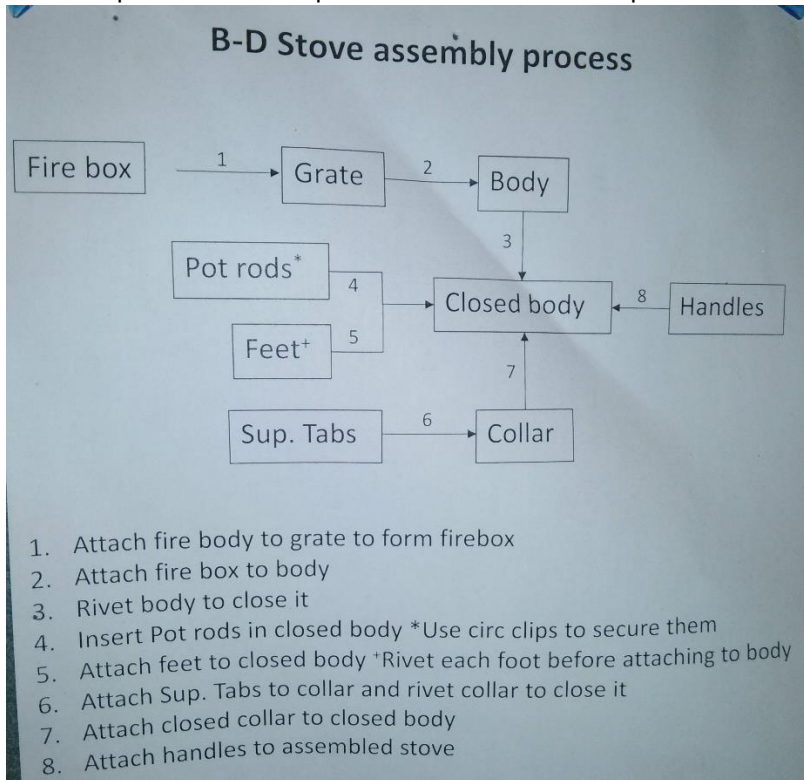 B-D Stove assembly process
Fire box
1
Grate
2
Body
3
Pot rods*
4
Closed body
8
Handles
Feet+
5
7
Sup. Tabs
6
Collar
1. Attach fire body to grate to form firebox
2. Attach fire box to body
3. Rivet body to close it
4. Insert Pot rods in closed body *Use circ clips to secure them
5. Attach feet to closed body +Rivet each foot before attaching to body
6. Attach Sup. Tabs to collar and rivet collar to close it
7. Attach closed collar to closed body
8. Attach handles to assembled stove